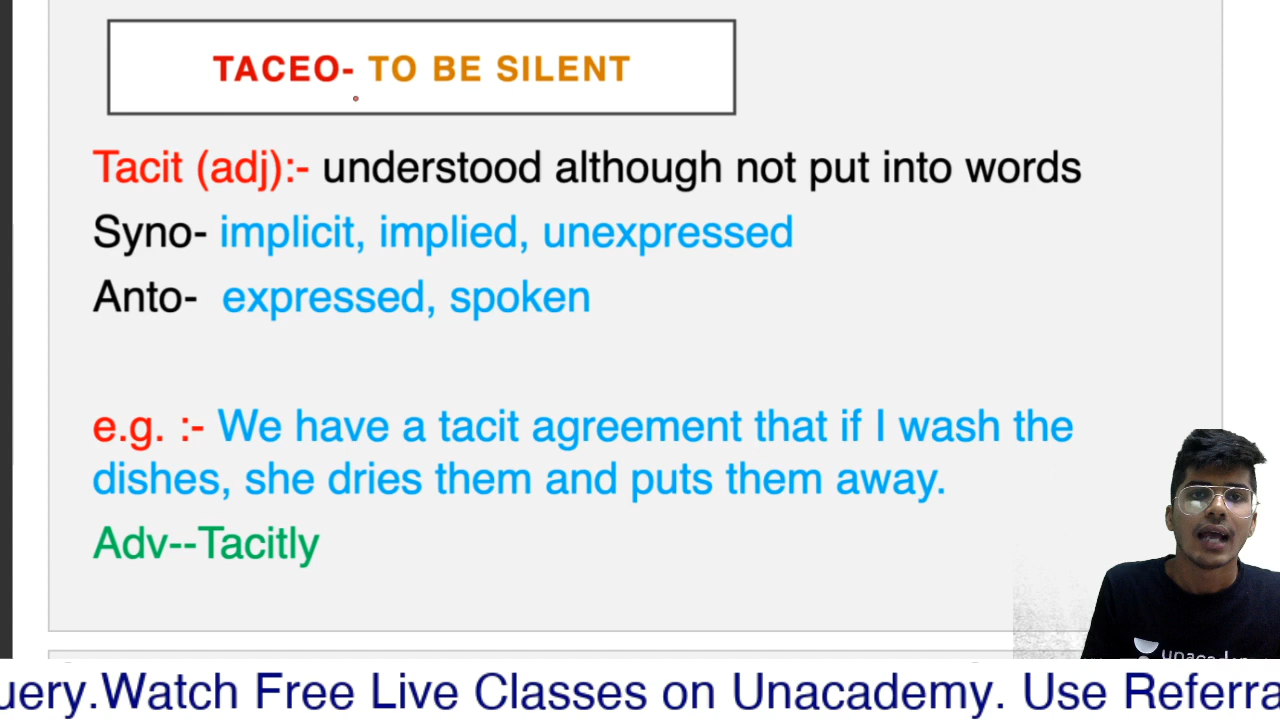 TACEO- TO BE SILENT
Tacit (adj):- understood although not put into words
Syno- implicit, implied, unexpressed
Anto- expressed, spoken
e.g. :- We have a tacit agreement that if I wash the
dishes, she dries them and puts them away.
Adv--Tacitly
unacadem
uery.Watch Free Live Classes on Unacademy. Use Referra